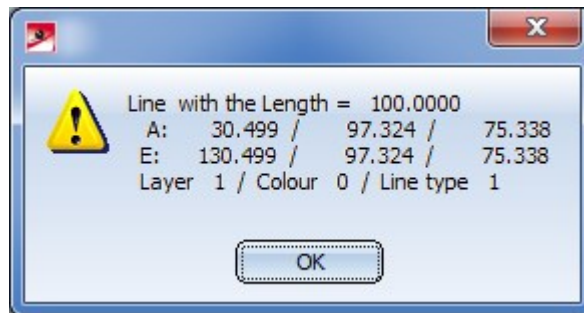 Line with the Length = 100.0000
A: 30.499 / 97.324 / 75.338
E: 130.499 / 97.324 / 75.338
Layer 1 / Colour 0 / Line type 1
OK